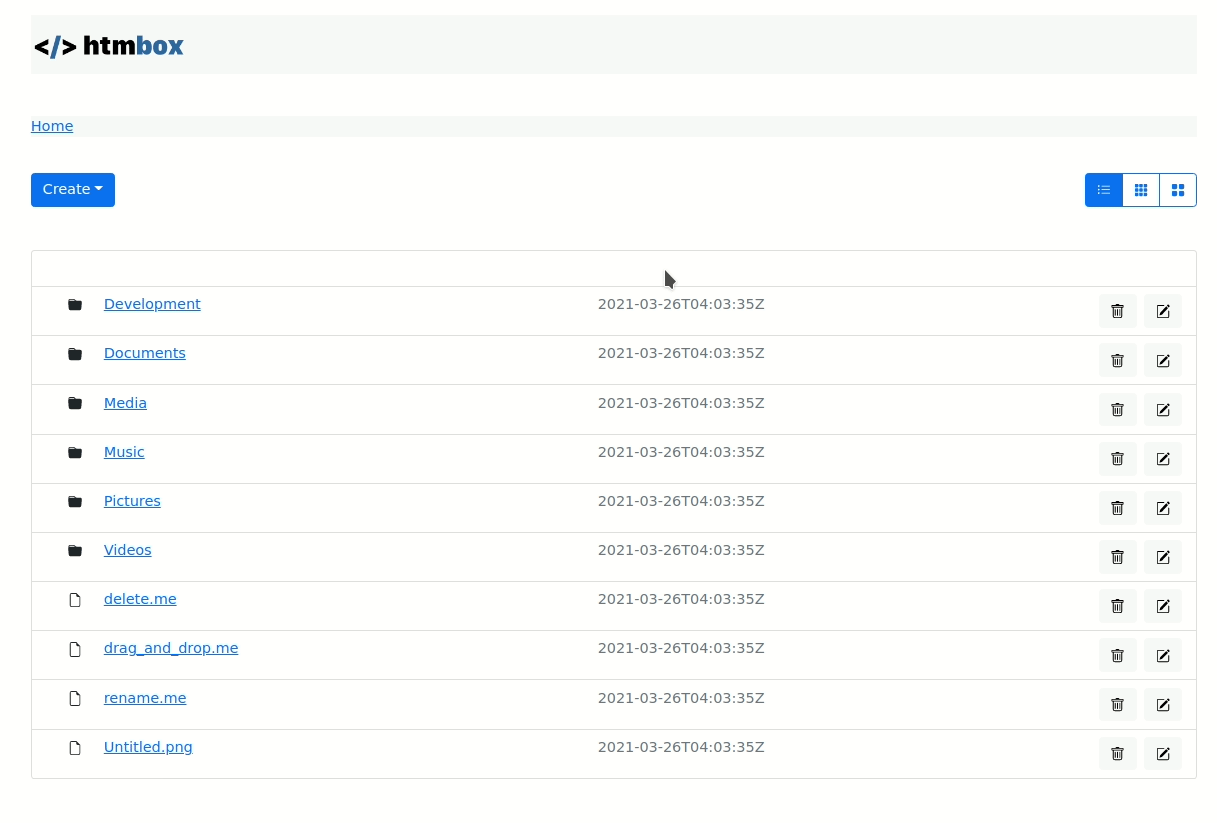 </> htmbox
Home
Create
Development 2021-03-26T04:03:35Z
Documents 2021-03-26T04:03:35Z
Media 2021-03-26T04:03:35Z
Music 2021-03-26T04:03:35Z
Pictures 2021-03-26T04:03:35Z
Videos 2021-03-26T04:03:35Z
delete.me 2021-03-26T04:03:35Z
drag_and_drop.me 2021-03-26T04:03:35Z
rename.me 2021-03-26T04:03:35Z
Untitled.png 2021-03-26T04:03:35Z